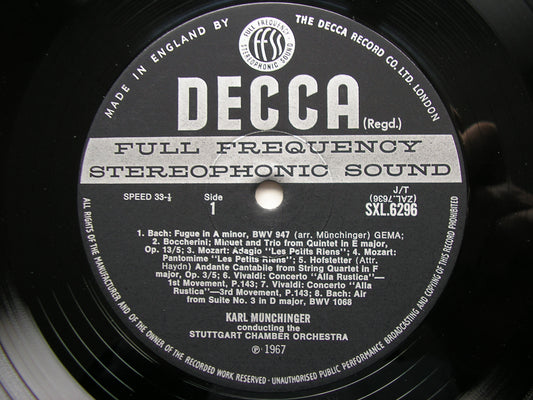 MADE IN ENGLAND BY
THE DECCA RECORD CO. LTD. LONDON
FULL FREQUENCY
ffss
STEREOPHONIC SOUND
DECCA (Regd.)
FULL FREQUENCY
STEREOPHONIC SOUND
SPEED 33-⅓
Side
1
J/T
(ZAL.7636)
SXL.6296
1. Bach: Fugue in A minor, BWV 947 (arr. Münchinger) GEMA;
2. Boccherini: Minuet and Trio from Quintet in E major,
Op. 13/5; 3. Mozart: Adagio "Les Petits Riens"; 4. Mozart:
Pantomime "Les Petits Riens"; 5. Hofstetter (Attr.
Haydn) Andante Cantabile from String Quartet in F
major, Op. 3/5; 6. Vivaldi: Concerto "Alla Rustica"—
1st Movement, P.143; 7. Vivaldi: Concerto "Alla
Rustica"—3rd Movement, P.143; 8. Bach: Air
from Suite No. 3 in D major, BWV 1068
KARL MÜNCHINGER
conducting the
STUTTGART CHAMBER ORCHESTRA
℗ 1967
ALL RIGHTS OF THE MANUFACTURER AND OF THE OWNER OF THE RECORDED WORK RESERVED · UNAUTHORISED PUBLIC PERFORMANCE BROADCASTING AND COPYING OF THIS RECORD PROHIBITED